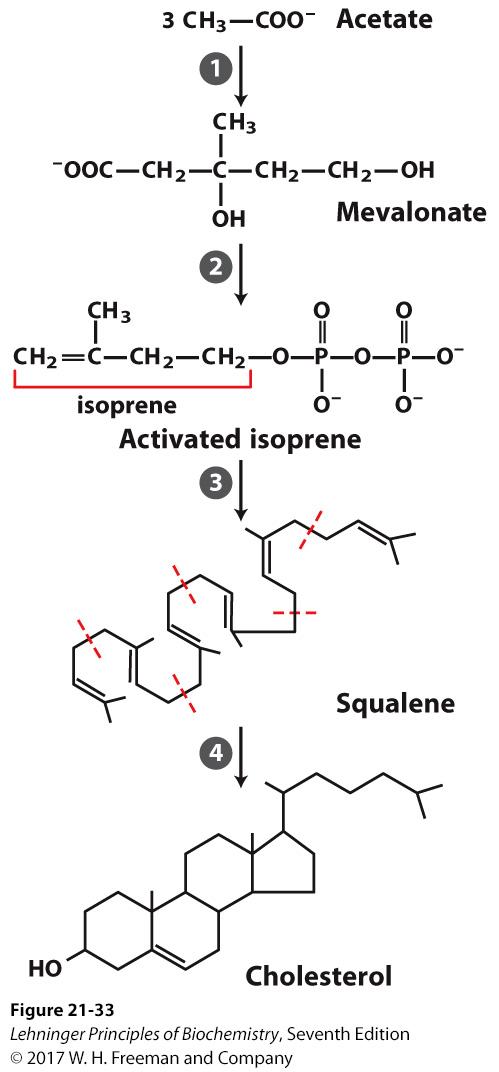 3 CH₃—COO⁻ Acetate
1
CH₃
⁻OOC—CH₂—C—CH₂—CH₂—OH
OH
Mevalonate
2
CH₃ O O
CH₂=C—CH₂—CH₂—O—P—O—P—O⁻
isoprene O⁻ O⁻
Activated isoprene
3
Squalene
4
HO
Cholesterol
Figure 21-33
Lehninger Principles of Biochemistry, Seventh Edition
© 2017 W. H. Freeman and Company